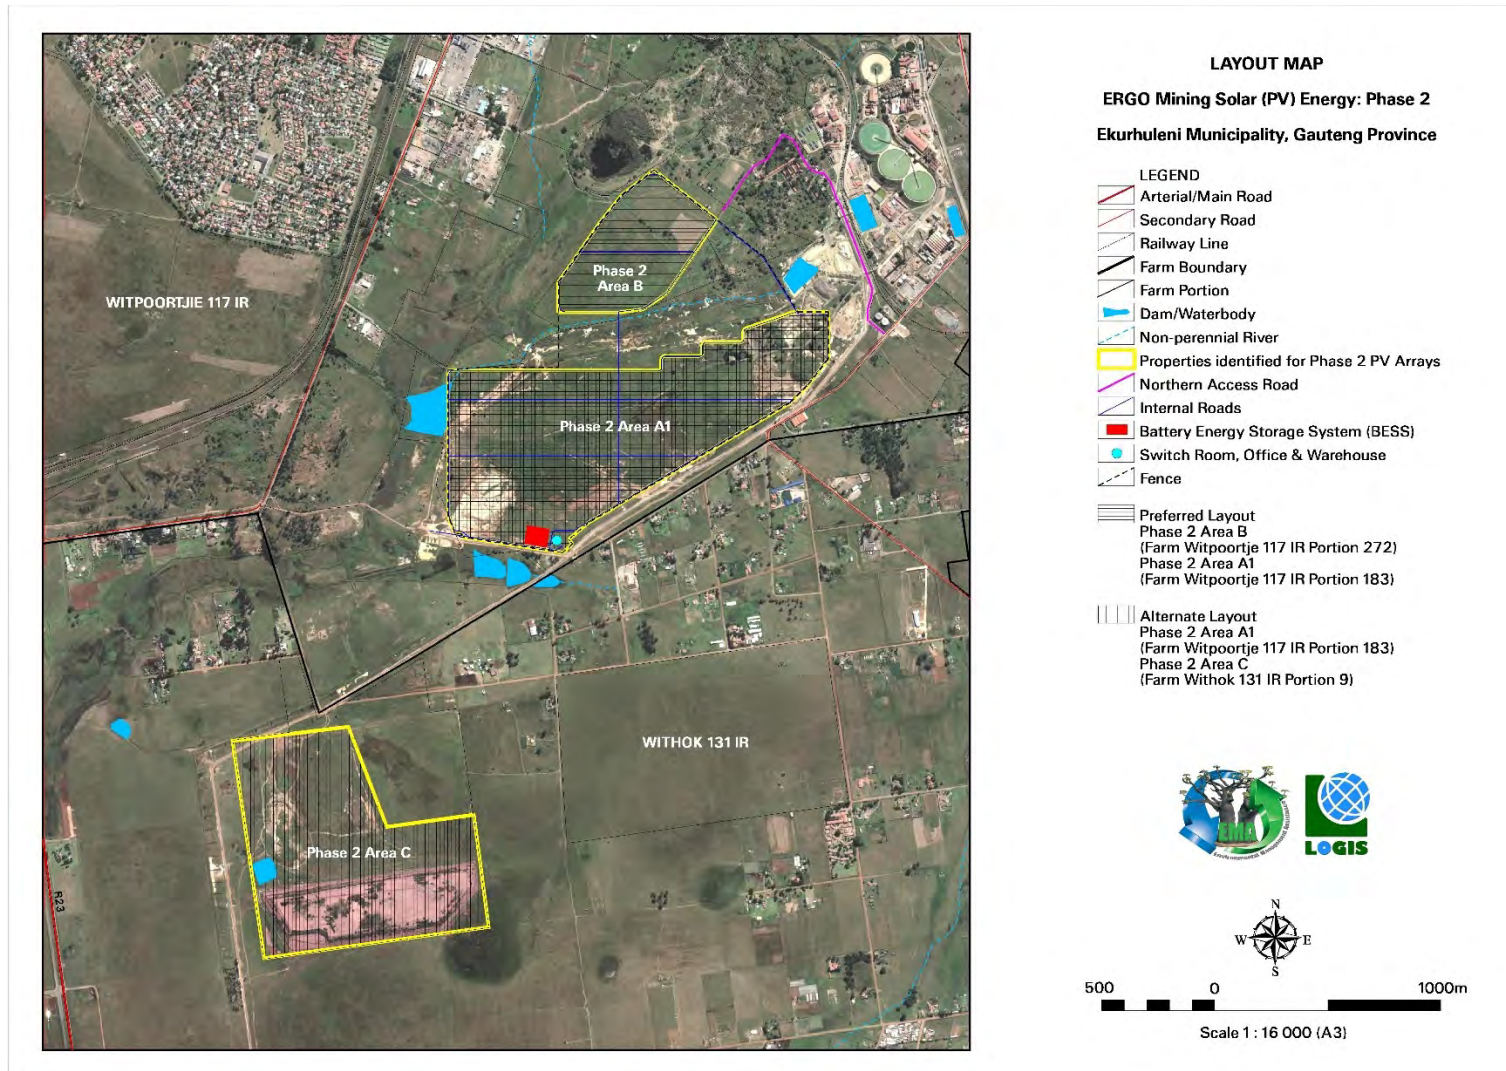 LAYOUT MAP
ERGO Mining Solar (PV) Energy: Phase 2
Ekurhuleni Municipality, Gauteng Province
LEGEND
Arterial/Main Road
Secondary Road
Railway Line
Farm Boundary
Farm Portion
Dam/Waterbody
Non-perennial River
Properties identified for Phase 2 PV Arrays
Northern Access Road
Internal Roads
Battery Energy Storage System (BESS)
Switch Room, Office & Warehouse
Fence
Preferred Layout
Phase 2 Area B
(Farm Witpoortje 117 IR Portion 272)
Phase 2 Area A1
(Farm Witpoortje 117 IR Portion 183)
Alternate Layout
Phase 2 Area A1
(Farm Witpoortje 117 IR Portion 183)
Phase 2 Area C
(Farm Withok 131 IR Portion 9)
EMA
LOGIS
N
W E
S
500 0 1000m
Scale 1 : 16 000 (A3)
WITPOORTJIE 117 IR
Phase 2
Area B
Phase 2 Area A1
WITHOK 131 IR
Phase 2 Area C
R23